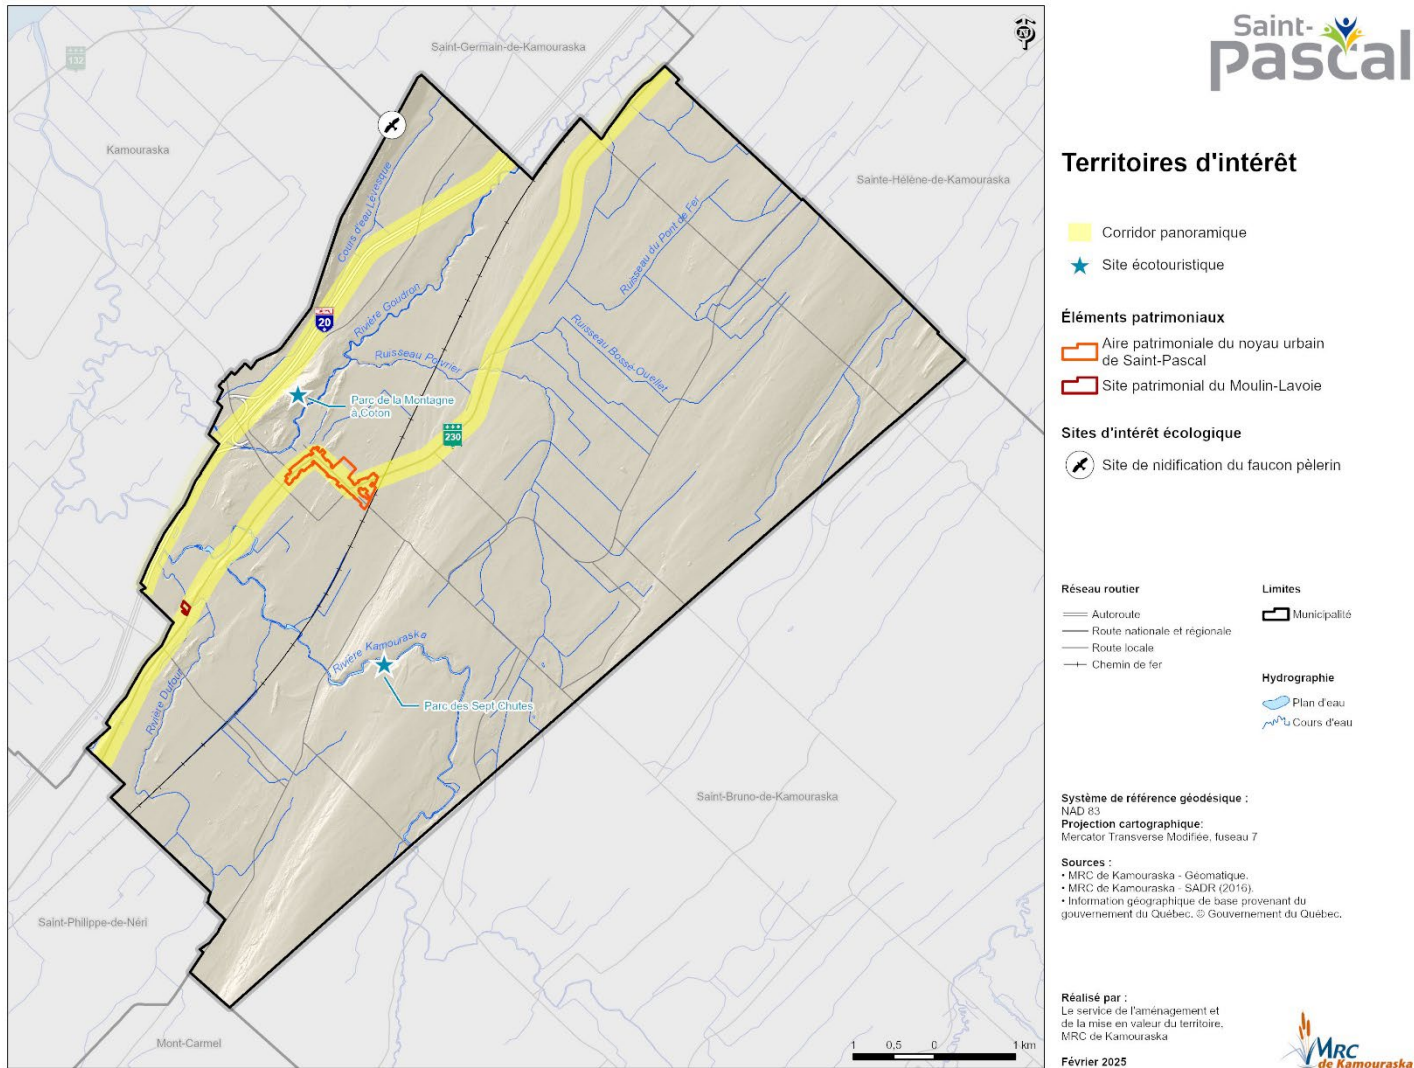 Saint-
pascal
Territoires d'intérêt
Corridor panoramique
Site écotouristique
Éléments patrimoniaux
Aire patrimoniale du noyau urbain
de Saint-Pascal
Site patrimonial du Moulin-Lavoie
Sites d'intérêt écologique
Site de nidification du faucon pèlerin
Réseau routier
Autoroute
Route nationale et régionale
Route locale
Chemin de fer
Limites
Municipalité
Hydrographie
Plan d'eau
Cours d'eau
Système de référence géodésique :
NAD 83
Projection cartographique:
Mercator Transverse Modifiée, fuseau 7
Sources :
• MRC de Kamouraska - Géomatique.
• MRC de Kamouraska - SADR (2016).
• Information géographique de base provenant du
gouvernement du Québec. © Gouvernement du Québec.
Réalisé par :
Le service de l'aménagement et
de la mise en valeur du territoire,
MRC de Kamouraska
Février 2025
MRC
de Kamouraska
132
Saint-Germain-de-Kamouraska
N
Kamouraska
Sainte-Hélène-de-Kamouraska
Cours d'eau Lévesque
Ruisseau du Pont de Fer
20
Rivière Goudron
Ruisseau Poivrier
Ruisseau Bossé-Ouellet
Parc de la Montagne
à Coton
230
Rivière Kamouraska
Rivière Dufour
Parc des Sept Chutes
Saint-Bruno-de-Kamouraska
Saint-Philippe-de-Néri
Mont-Carmel
1 0,5 0 1 km